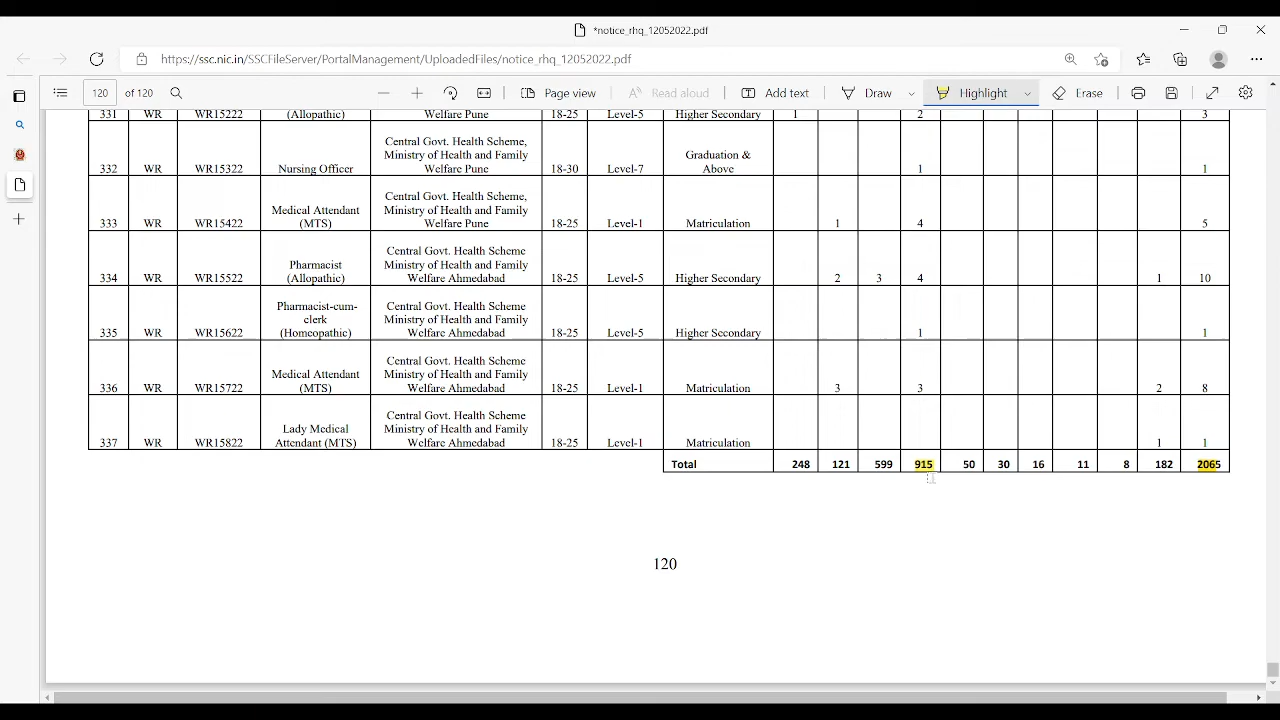 *notice_rhq_12052022.pdf
https://ssc.nic.in/SSCFileServer/PortalManagement/UploadedFiles/notice_rhq_12052022.pdf
120 of 120 Page view Read aloud Add text Draw Highlight Erase
331 WR WR15222 (Allopathic) Welfare Pune 18-25 Level-5 Higher Secondary 1 2 3
Central Govt. Health Scheme,
Ministry of Health and Family Graduation &
332 WR WR15322 Nursing Officer Welfare Pune 18-30 Level-7 Above 1 1
Central Govt. Health Scheme,
Medical Attendant Ministry of Health and Family
333 WR WR15422 (MTS) Welfare Pune 18-25 Level-1 Matriculation 1 4 5
Central Govt. Health Scheme
Pharmacist Ministry of Health and Family
334 WR WR15522 (Allopathic) Welfare Ahmedabad 18-25 Level-5 Higher Secondary 2 3 4 1 10
Pharmacist-cum- Central Govt. Health Scheme
clerk Ministry of Health and Family
335 WR WR15622 (Homeopathic) Welfare Ahmedabad 18-25 Level-5 Higher Secondary 1 1
Central Govt. Health Scheme
Medical Attendant Ministry of Health and Family
336 WR WR15722 (MTS) Welfare Ahmedabad 18-25 Level-1 Matriculation 3 3 2 8
Central Govt. Health Scheme
Lady Medical Ministry of Health and Family
337 WR WR15822 Attendant (MTS) Welfare Ahmedabad 18-25 Level-1 Matriculation 1 1
Total 248 121 599 915 50 30 16 11 8 182 2065
120